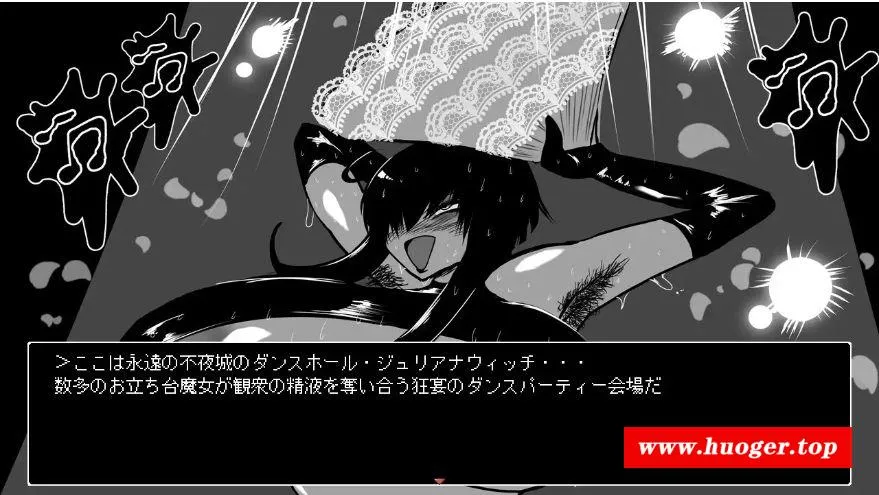 ＞ここは永遠の不夜城のダンスホール・ジュリアナウィッチ・・・
数多のお立ち台魔女が観衆の精液を奪い合う狂宴のダンスパーティー会場だ
www.huoger.top